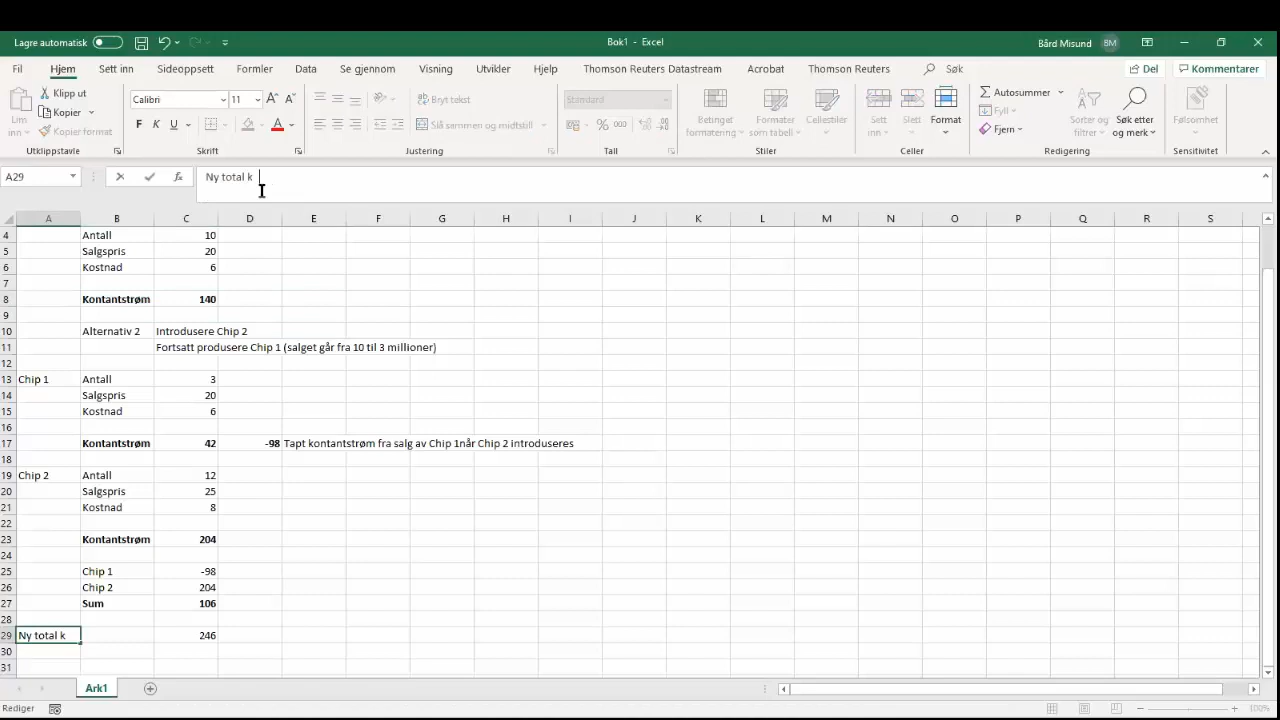 Lagre automatisk
Bok1 - Excel
Bård Misund BM
Fil Hjem Sett inn Sideoppsett Formler Data Se gjennom Visning Utvikler Hjelp Thomson Reuters Datastream Acrobat Thomson Reuters Søk Del Kommentarer
Lim inn
Klipp ut
Kopier
Kopier format
Utklippstavle
Calibri 11
F K U
Skrift
Bryt tekst
Slå sammen og midtstill
Justering
Standard
% 000
Tall
Betinget formatering
Formater som tabell
Cellestiler
Stiler
Sett inn
Slett
Format
Celler
Autosummer
Fyll
Fjern
Sorter og filtrer
Søk etter og merk
Redigering
Følsomhet
Sensitivitet
A29 fx Ny total k
A B C D E F G H I J K L M N O P Q R S
4 Antall 10
5 Salgspris 20
6 Kostnad 6
7
8 Kontantstrøm 140
9
10 Alternativ 2 Introdusere Chip 2
11 Fortsatt produsere Chip 1 (salget går fra 10 til 3 millioner)
12
13 Chip 1 Antall 3
14 Salgspris 20
15 Kostnad 6
16
17 Kontantstrøm 42 -98 Tapt kontantstrøm fra salg av Chip 1når Chip 2 introduseres
18
19 Chip 2 Antall 12
20 Salgspris 25
21 Kostnad 8
22
23 Kontantstrøm 204
24
25 Chip 1 -98
26 Chip 2 204
27 Sum 106
28
29 Ny total k 246
30
31
Ark1
Rediger
100%